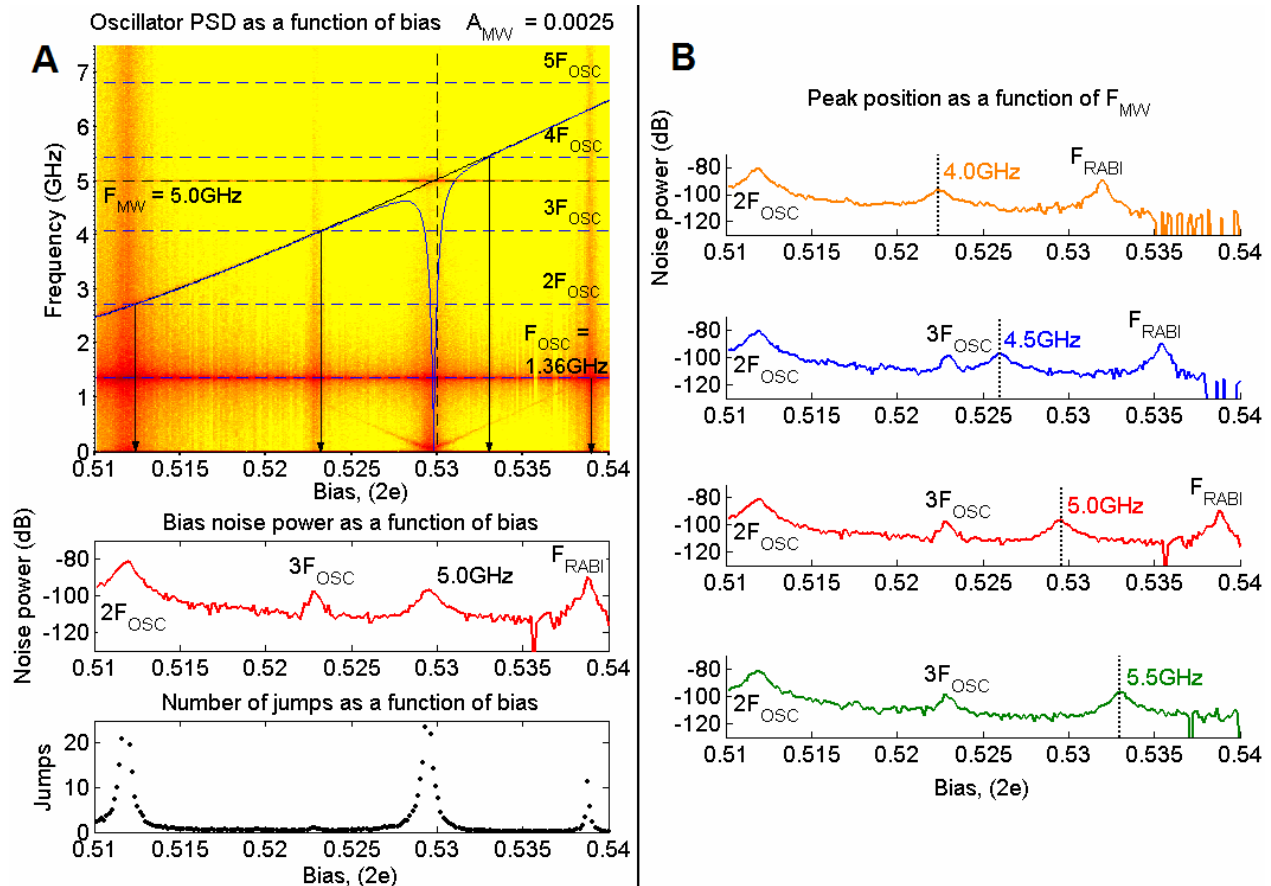 Oscillator PSD as a function of bias A_MW = 0.0025
A
7
6
5
4
3
2
1
0
Frequency (GHz)
5F_OSC
4F_OSC
F_MW = 5.0GHz
3F_OSC
2F_OSC
F_OSC =
1.36GHz
0.51 0.515 0.52 0.525 0.53 0.535 0.54
Bias, (2e)
Bias noise power as a function of bias
Noise power (dB)
-80
-100
-120
2F_OSC
3F_OSC
5.0GHz
F_RABI
0.51 0.515 0.52 0.525 0.53 0.535 0.54
Number of jumps as a function of bias
Jumps
20
10
0
0.51 0.515 0.52 0.525 0.53 0.535 0.54
Bias, (2e)
B
Peak position as a function of F_MW
Noise power (dB)
-80
-100
-120
2F_OSC
4.0GHz
F_RABI
0.51 0.515 0.52 0.525 0.53 0.535 0.54
-80
-100
-120
2F_OSC
3F_OSC
4.5GHz
F_RABI
0.51 0.515 0.52 0.525 0.53 0.535 0.54
-80
-100
-120
2F_OSC
3F_OSC
5.0GHz
F_RABI
0.51 0.515 0.52 0.525 0.53 0.535 0.54
-80
-100
-120
2F_OSC
3F_OSC
5.5GHz
0.51 0.515 0.52 0.525 0.53 0.535 0.54
Bias, (2e)